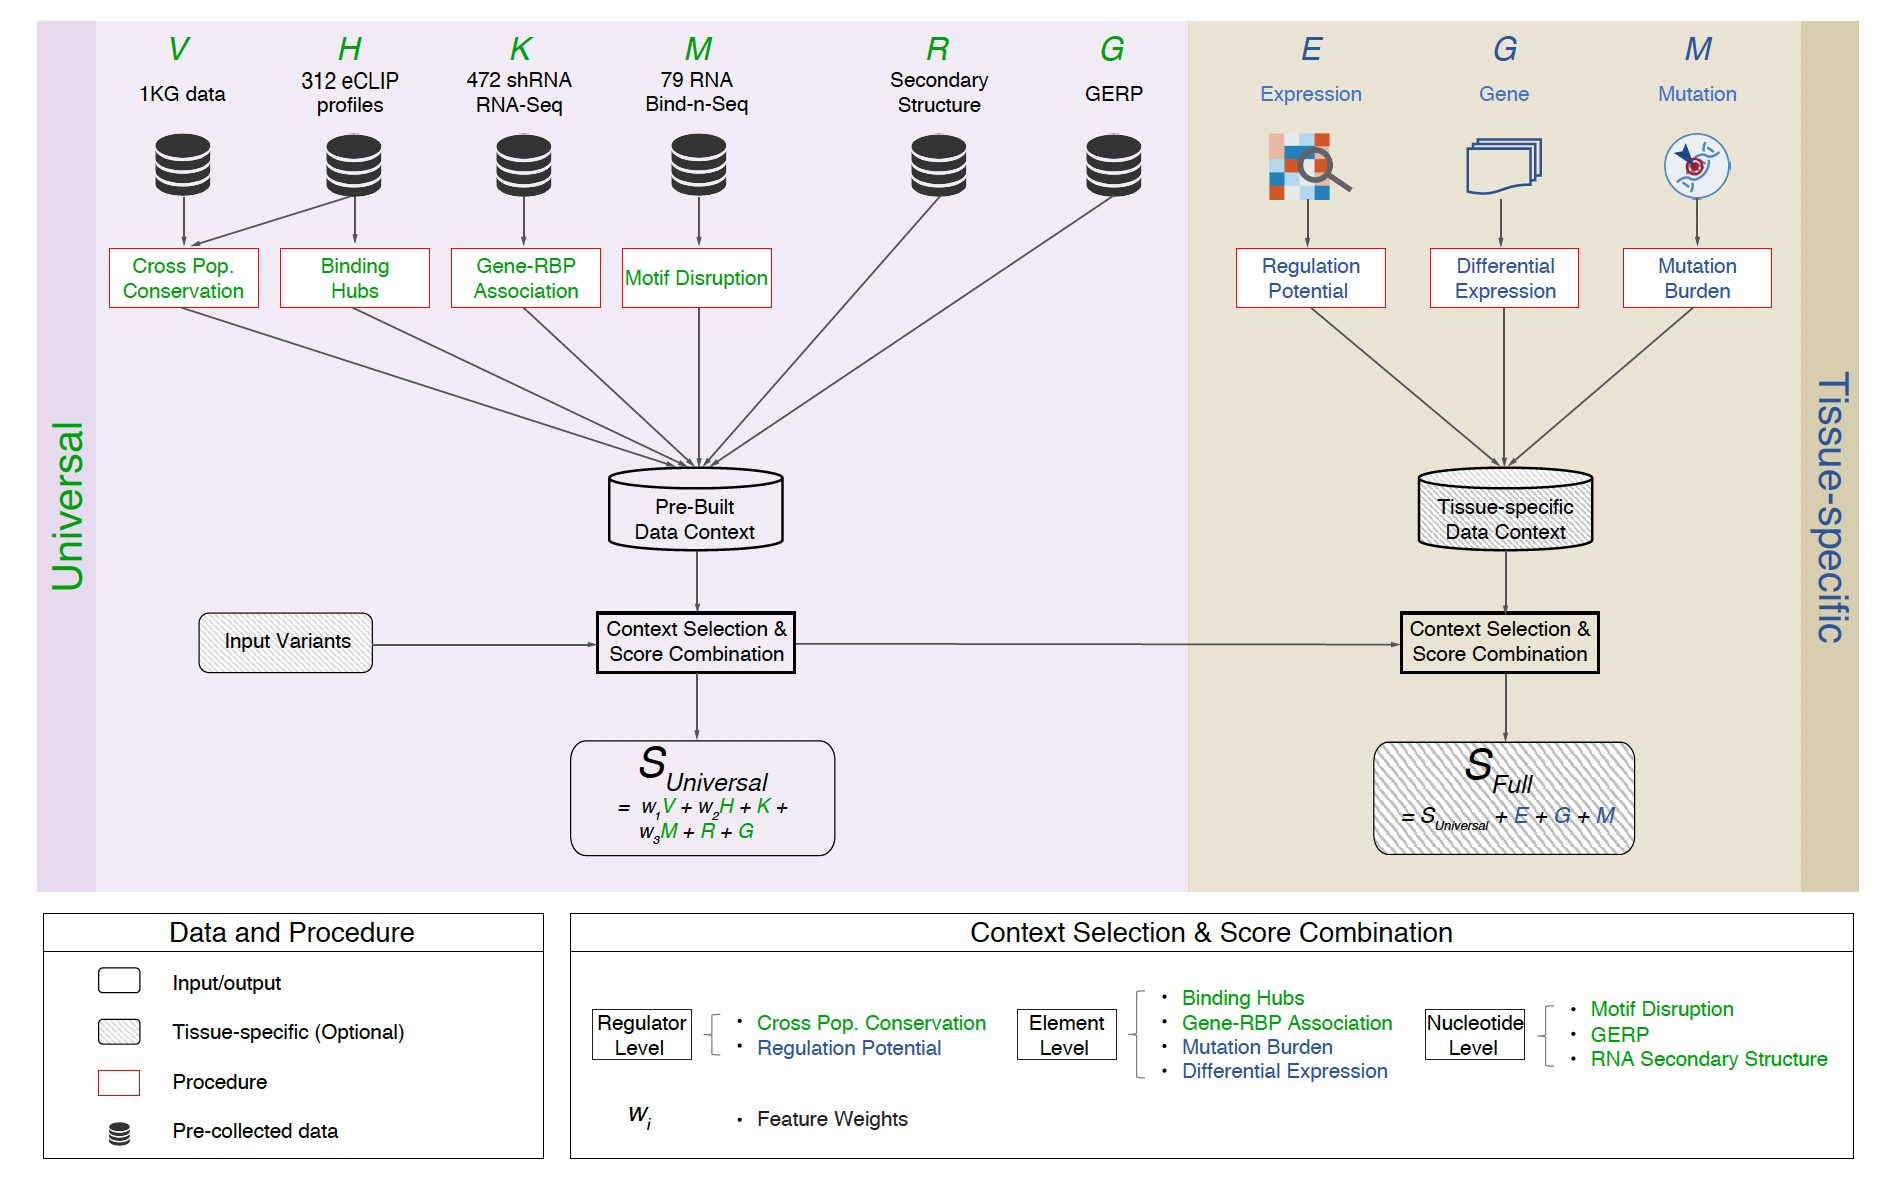 V
1KG data
H
312 eCLIP
profiles
K
472 shRNA
RNA-Seq
M
79 RNA
Bind-n-Seq
R
Secondary
Structure
G
GERP
E
Expression
G
Gene
M
Mutation
Cross Pop.
Conservation
Binding
Hubs
Gene-RBP
Association
Motif Disruption
Regulation
Potential
Differential
Expression
Mutation
Burden
Universal
Tissue-specific
Pre-Built
Data Context
Tissue-specific
Data Context
Input Variants
Context Selection &
Score Combination
Context Selection &
Score Combination
S Universal
= w1V + w2H + K +
w3M + R + G
S Full
= S Universal + E + G + M
Data and Procedure
Input/output
Tissue-specific (Optional)
Procedure
Pre-collected data
Context Selection & Score Combination
Regulator
Level
• Cross Pop. Conservation
• Regulation Potential
Element
Level
• Binding Hubs
• Gene-RBP Association
• Mutation Burden
• Differential Expression
Nucleotide
Level
• Motif Disruption
• GERP
• RNA Secondary Structure
wi
• Feature Weights